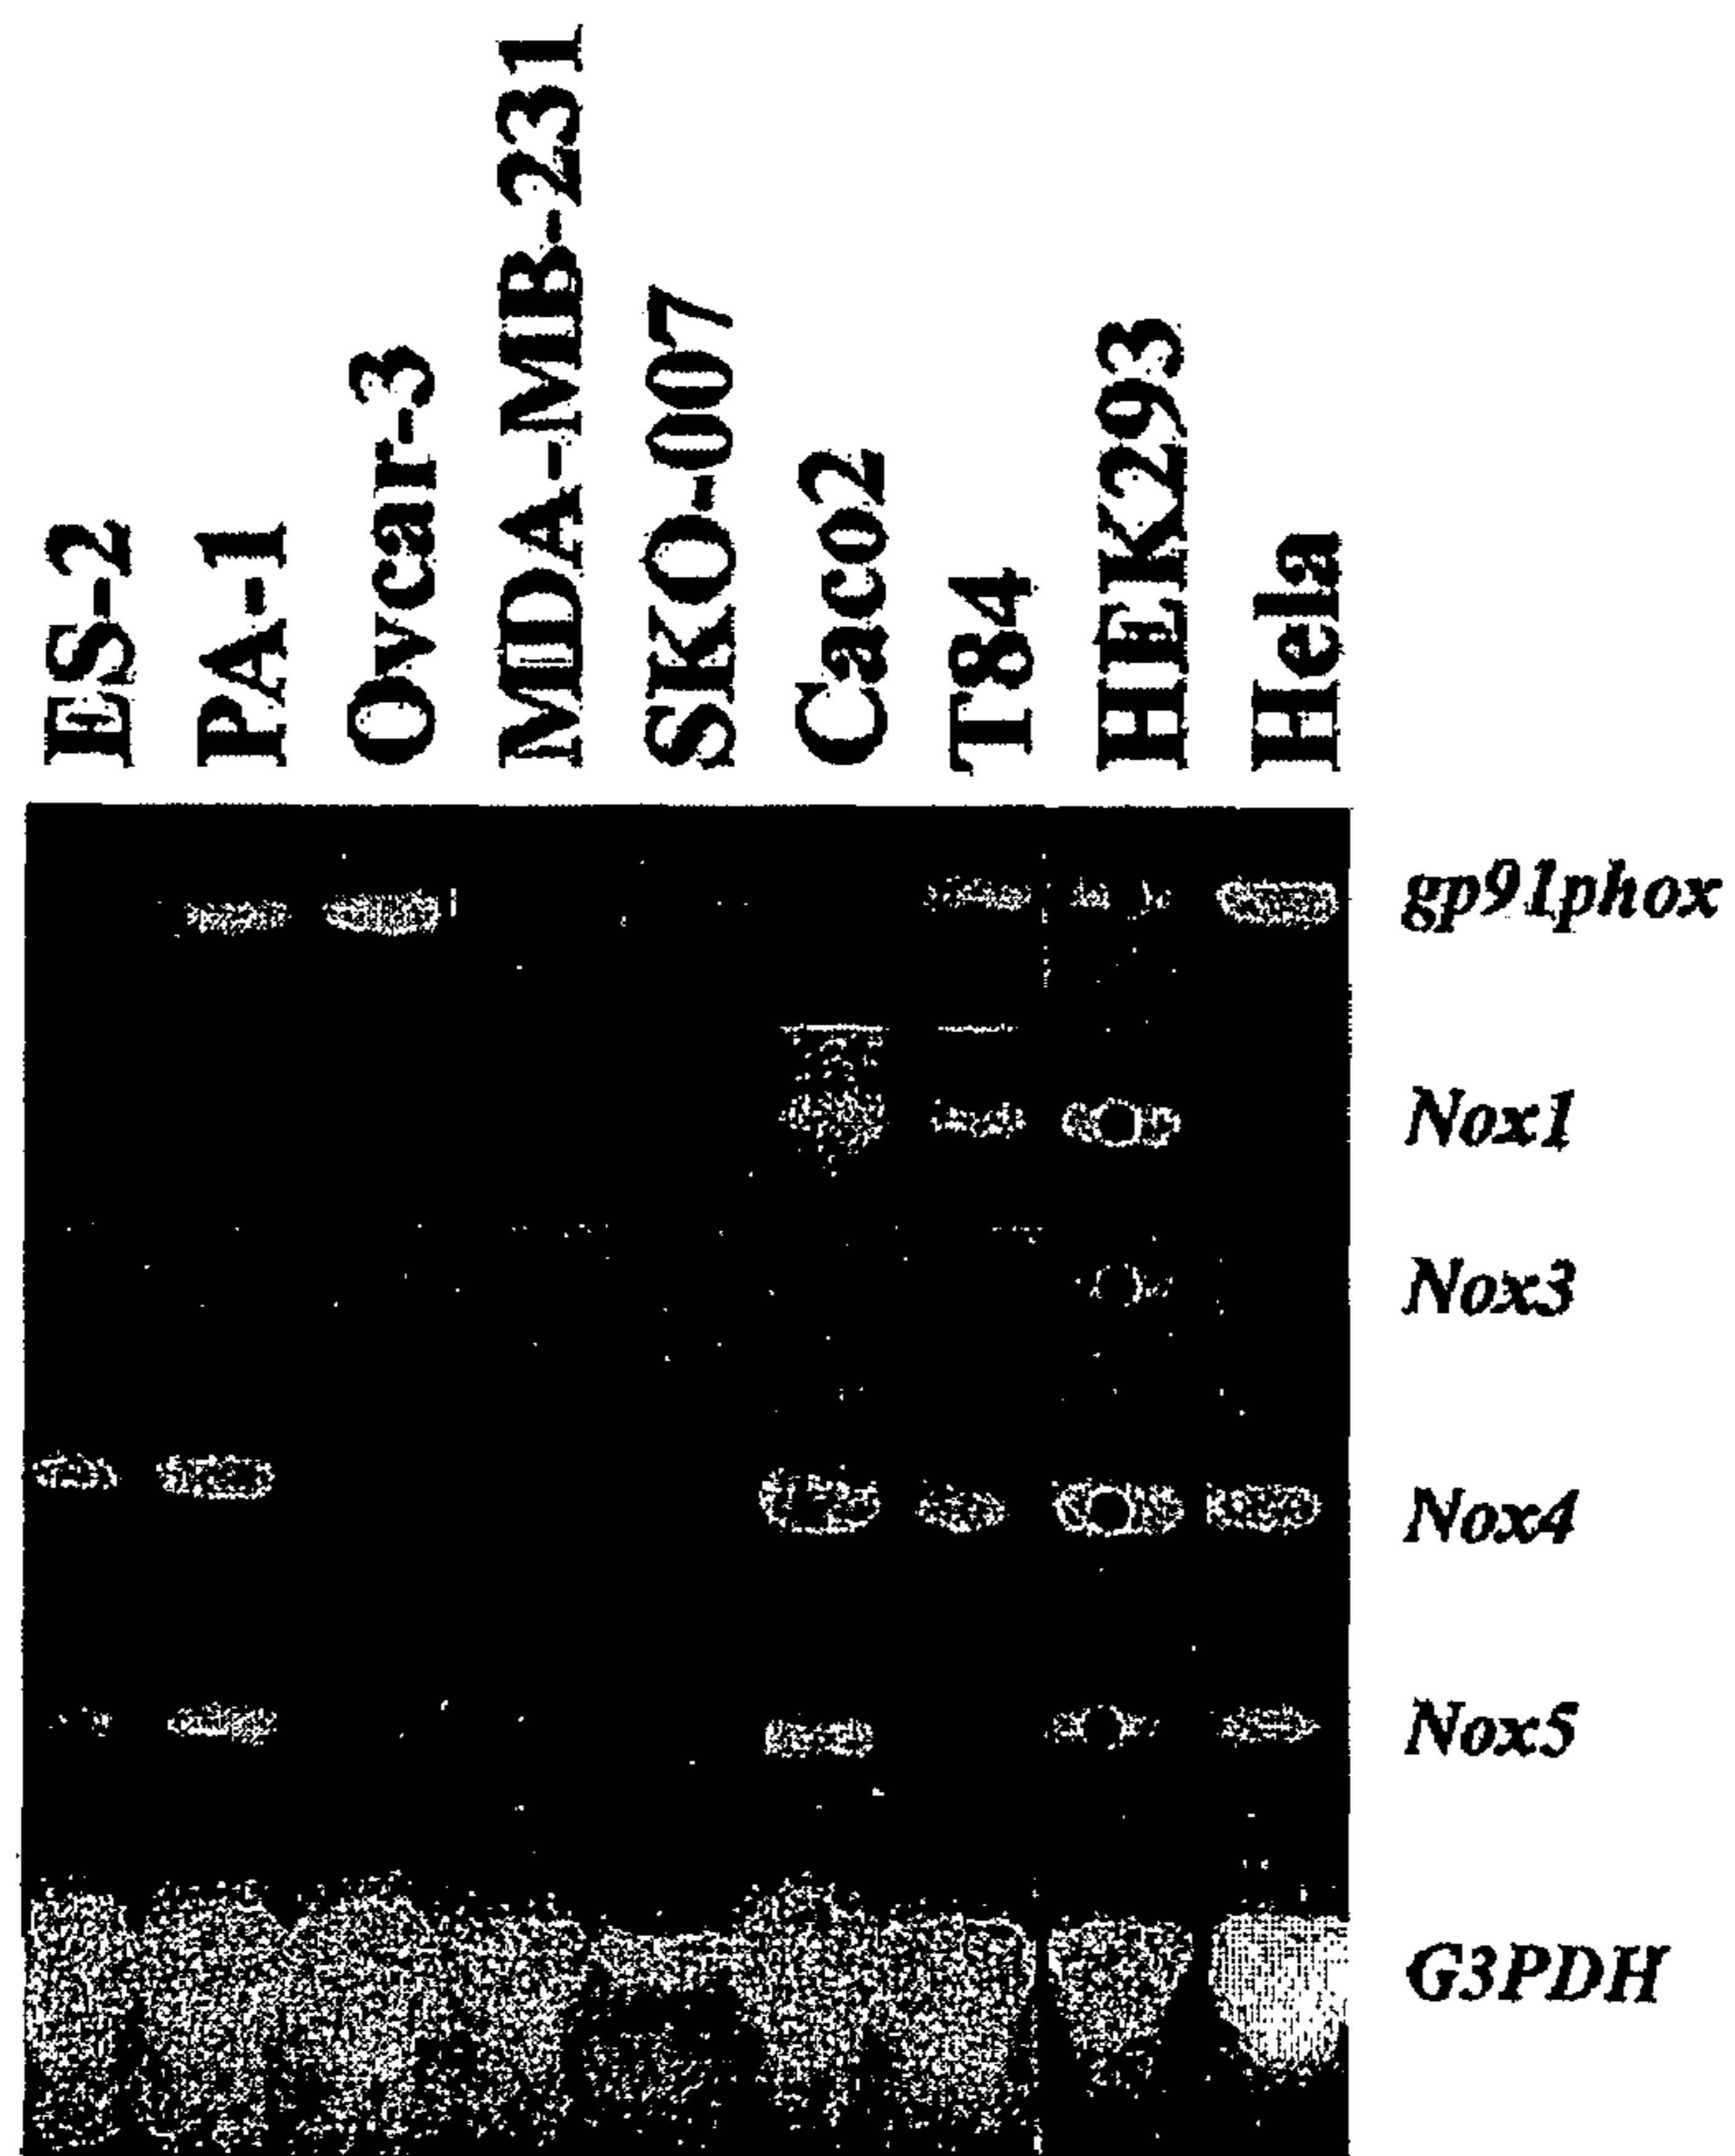 ES-2
PA-1
Ovcar-3
MDA-MB-231
SKO-007
Caco2
T84
HEK293
Hela
gp91phox
Nox1
Nox3
Nox4
Nox5
G3PDH